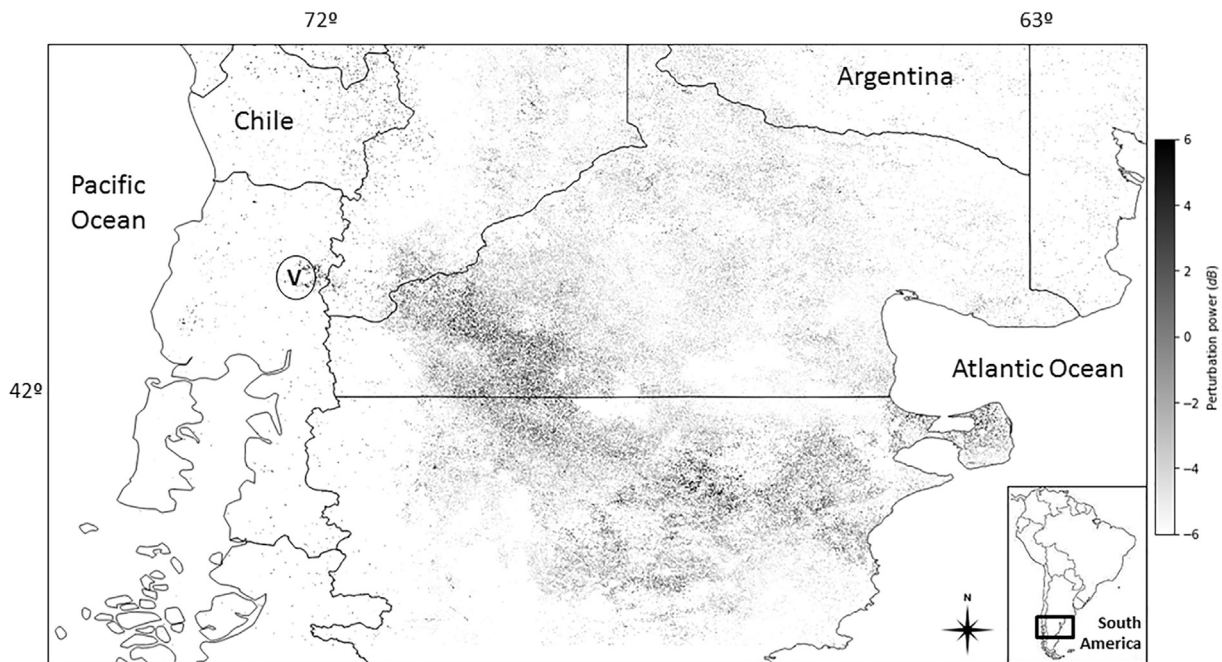 72º
63º
Argentina
Chile
Pacific
Ocean
V
42º
Atlantic Ocean
6
4
2
0
−2
−4
−6
Perturbation power (dB)
N
South
America